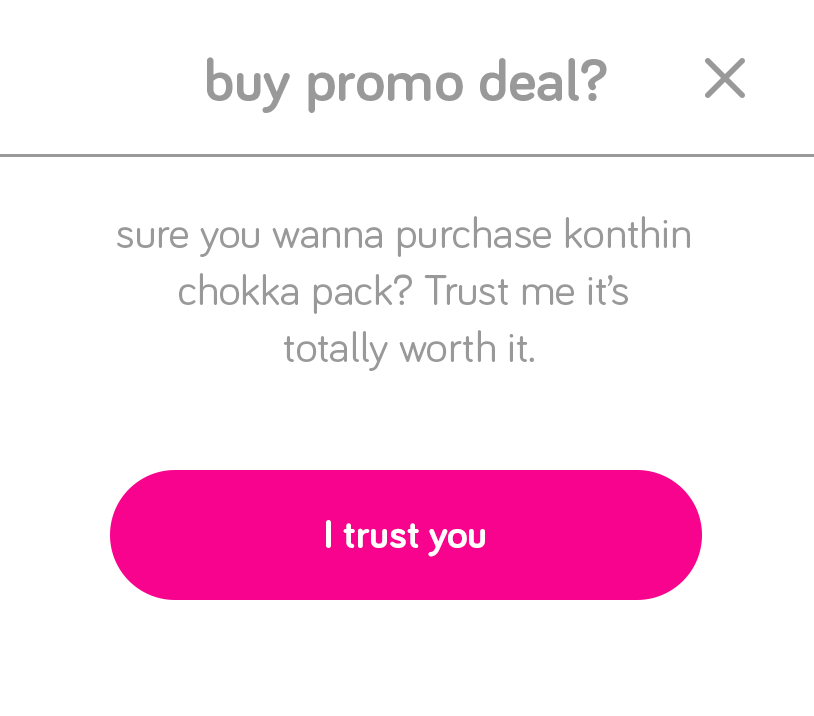 buy promo deal?
sure you wanna purchase konthin
chokka pack? Trust me it’s
totally worth it.
I trust you